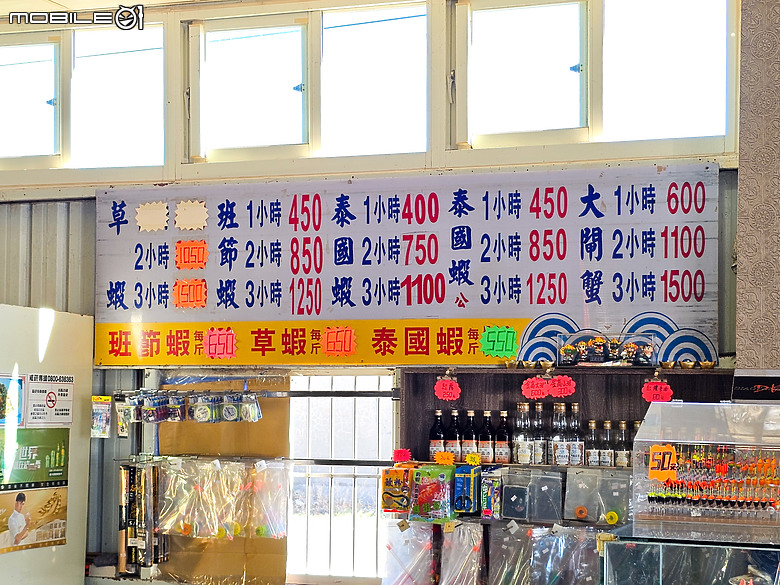 MOBILE01
草
蝦
2小時 1050
3小時 1500
班節蝦
1小時 450
2小時 850
3小時 1250
泰國蝦
1小時 400
2小時 750
3小時 1100
泰國蝦公
1小時 450
2小時 850
3小時 1250
大閘蟹
1小時 600
2小時 1100
3小時 1500
班節蝦每斤 650 草蝦每斤 650 泰國蝦每斤 550
50元